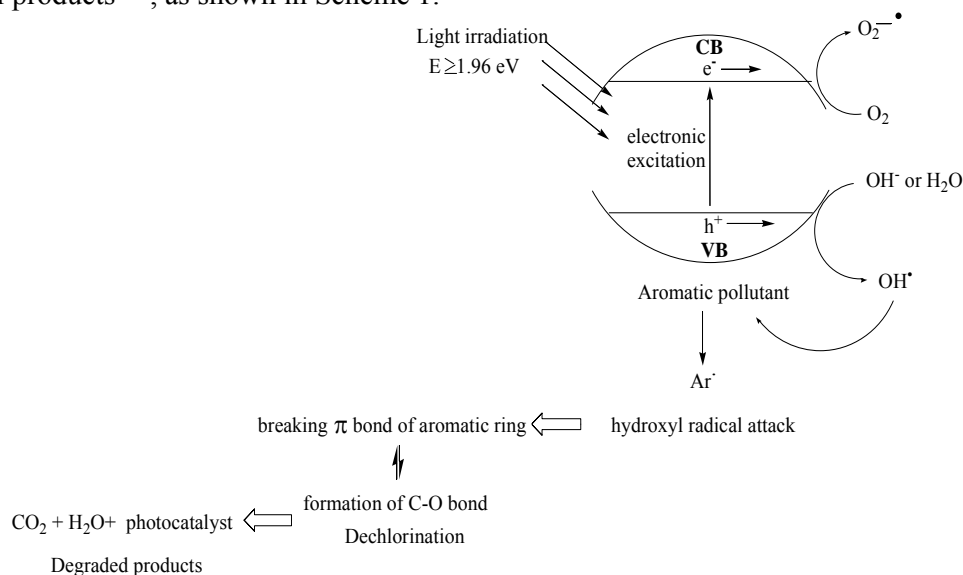 products , as shown in Scheme 1.
Light irradiation
E ≥1.96 eV
CB
e⁻
O₂⁻•
O₂
electronic
excitation
OH⁻ or H₂O
h⁺
VB
OH•
Aromatic pollutant
Ar·
breaking π bond of aromatic ring
hydroxyl radical attack
formation of C-O bond
Dechlorination
CO₂ + H₂O+ photocatalyst
Degraded products